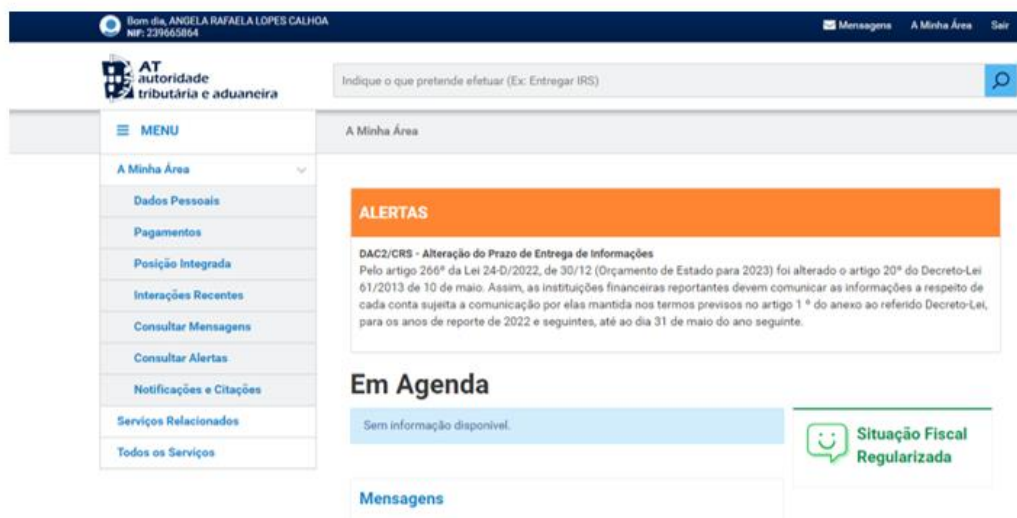 Bom dia, ANGELA RAFAELA LOPES CALHOA
NIF: 239665864
Mensagens A Minha Área Sair
AT
autoridade
tributária e aduaneira
Indique o que pretende efetuar (Ex: Entregar IRS)
MENU
A Minha Área
A Minha Área
Dados Pessoais
Pagamentos
Posição Integrada
Interações Recentes
Consultar Mensagens
Consultar Alertas
Notificações e Citações
Serviços Relacionados
Todos os Serviços
ALERTAS
DAC2/CRS - Alteração do Prazo de Entrega de Informações
Pelo artigo 266º da Lei 24-D/2022, de 30/12 (Orçamento de Estado para 2023) foi alterado o artigo 20º do Decreto-Lei
61/2013 de 10 de maio. Assim, as instituições financeiras reportantes devem comunicar as informações a respeito de
cada conta sujeita a comunicação por elas mantida nos termos previsos no artigo 1 º do anexo ao referido Decreto-Lei,
para os anos de reporte de 2022 e seguintes, até ao dia 31 de maio do ano seguinte.
Em Agenda
Sem informação disponível.
Situação Fiscal
Regularizada
Mensagens